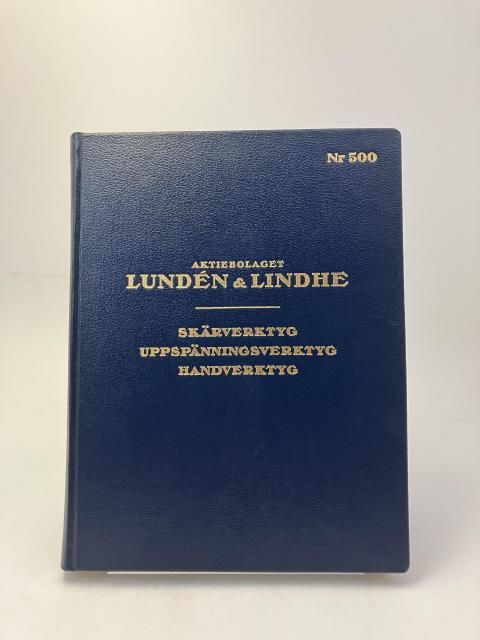 Nr 500
AKTIEBOLAGET
LUNDÉN & LINDHE
SKÄRVERKTYG
UPPSPÄNNINGSVERKTYG
HANDVERKTYG